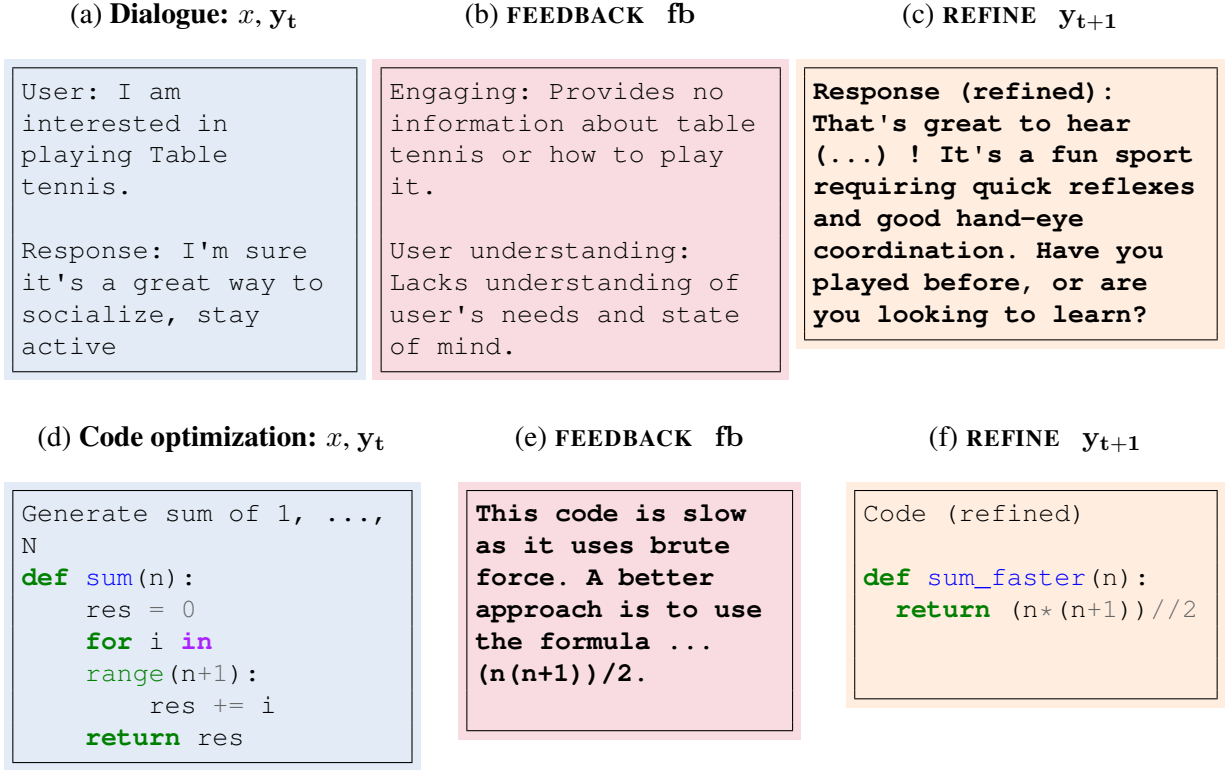 (a) Dialogue: x, yt
User: I am
interested in
playing Table
tennis.
Response: I'm sure
it's a great way to
socialize, stay
active
(b) FEEDBACK fb
Engaging: Provides no
information about table
tennis or how to play
it.
User understanding:
Lacks understanding of
user's needs and state
of mind.
(c) REFINE yt+1
Response (refined):
That's great to hear
(...) ! It's a fun sport
requiring quick reflexes
and good hand-eye
coordination. Have you
played before, or are
you looking to learn?
(d) Code optimization: x, yt
Generate sum of 1, ...,
N
def sum(n):
    res = 0
    for i in
    range(n+1):
        res += i
    return res
(e) FEEDBACK fb
This code is slow
as it uses brute
force. A better
approach is to use
the formula ...
(n(n+1))/2.
(f) REFINE yt+1
Code (refined)
def sum_faster(n):
  return (n*(n+1))//2